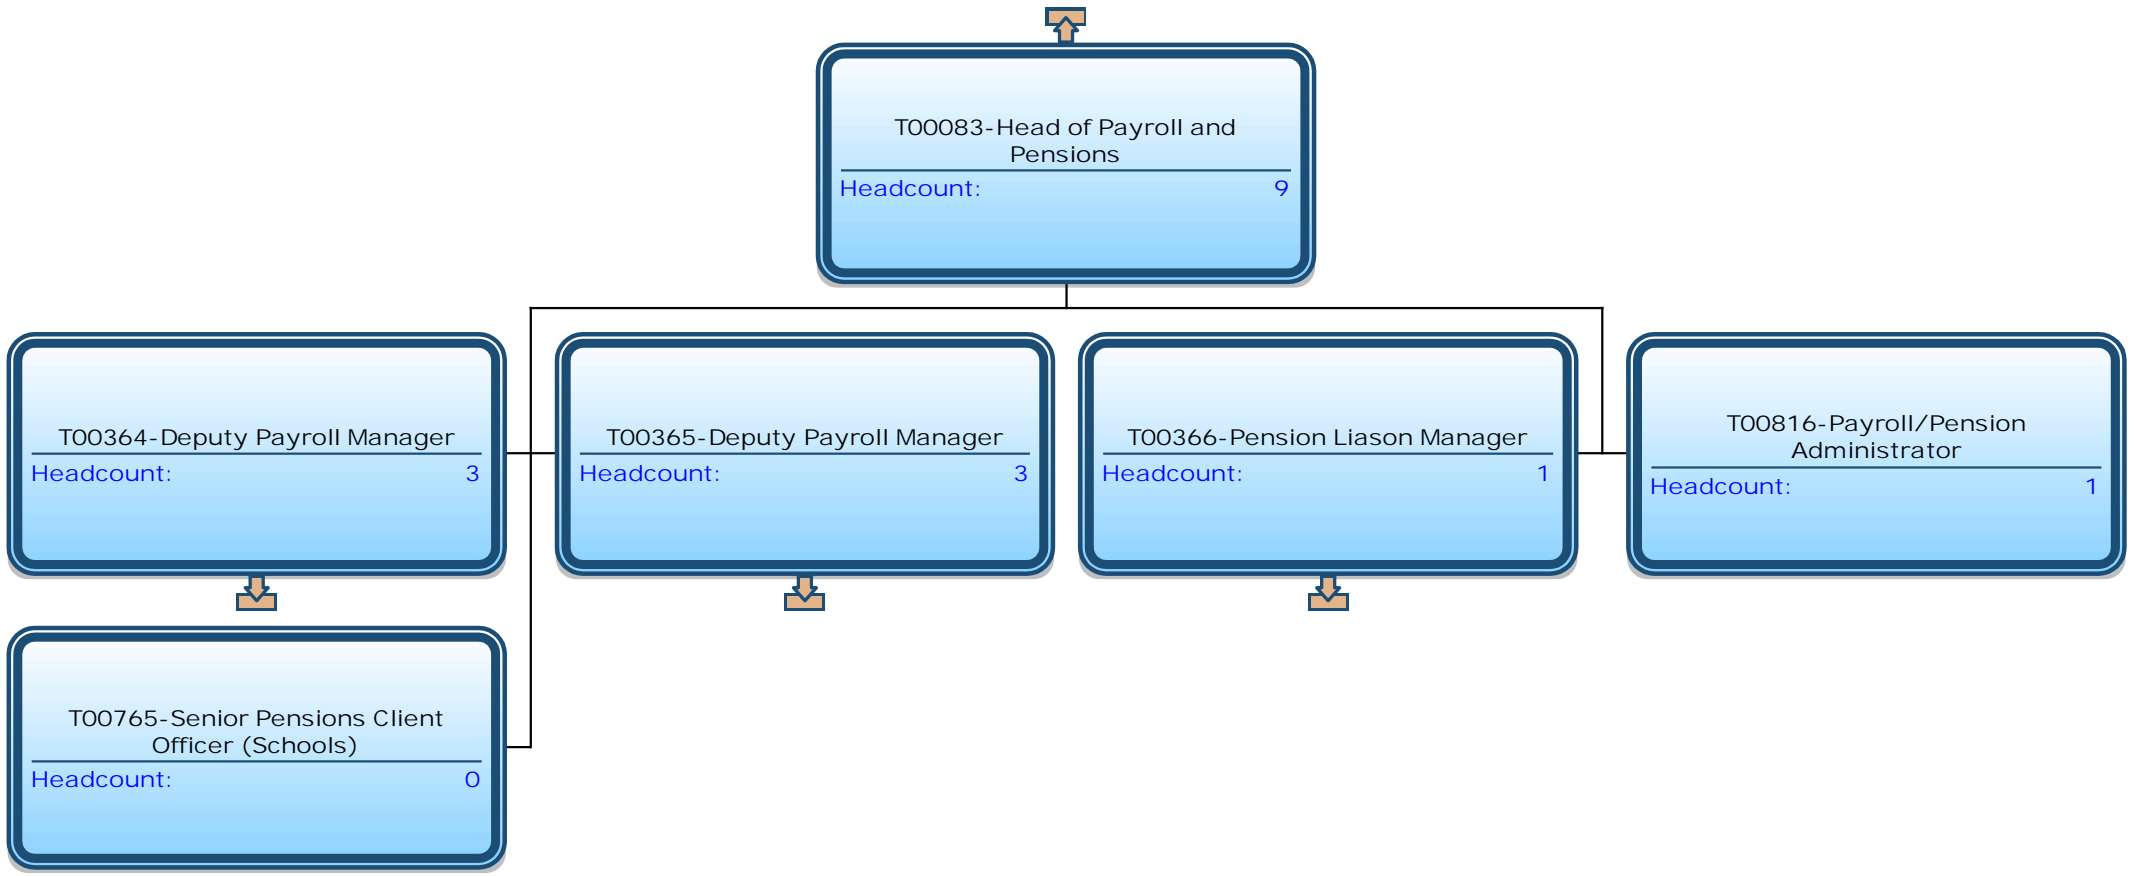 T00083-Head of Payroll and
Pensions
Headcount: 9
T00364-Deputy Payroll Manager
Headcount: 3
T00365-Deputy Payroll Manager
Headcount: 3
T00366-Pension Liason Manager
Headcount: 1
T00816-Payroll/Pension
Administrator
Headcount: 1
T00765-Senior Pensions Client
Officer (Schools)
Headcount: 0